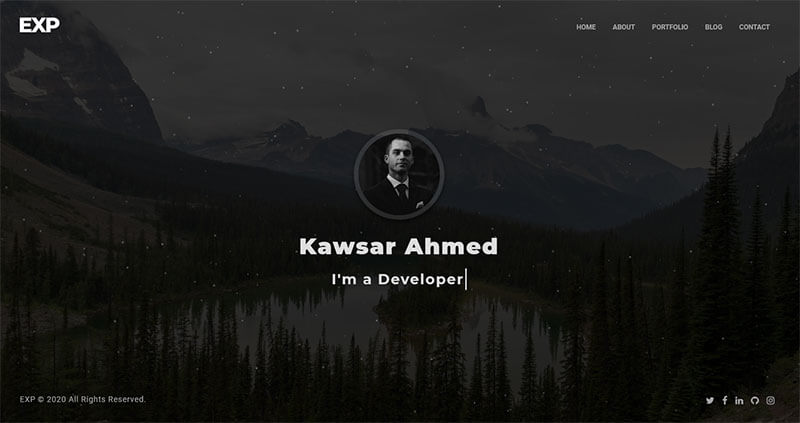 EXP
HOME ABOUT PORTFOLIO BLOG CONTACT
Kawsar Ahmed
I'm a Developer
EXP © 2020 All Rights Reserved.